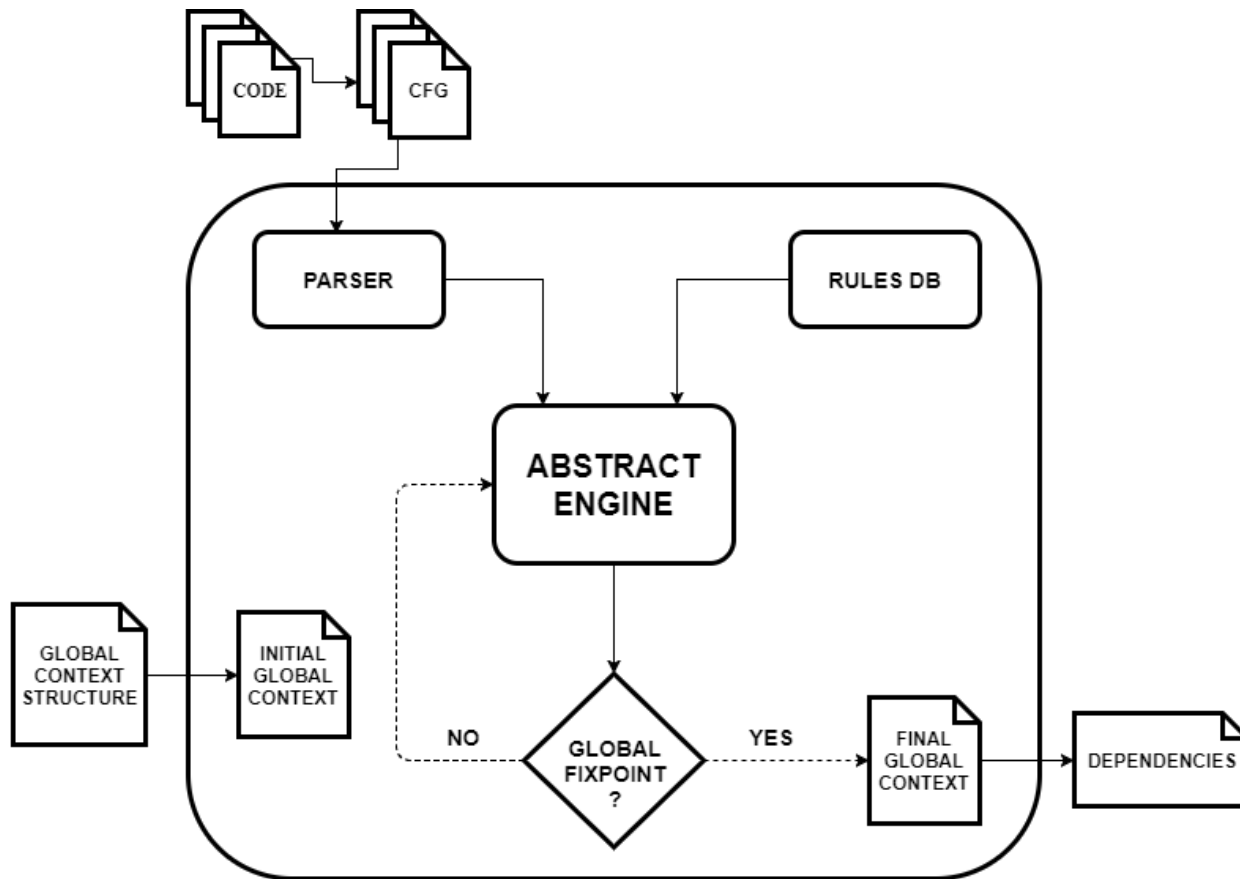 CODE
CFG
PARSER
RULES DB
ABSTRACT
ENGINE
GLOBAL
CONTEXT
STRUCTURE
INITIAL
GLOBAL
CONTEXT
NO
GLOBAL
FIXPOINT
?
YES
FINAL
GLOBAL
CONTEXT
DEPENDENCIES